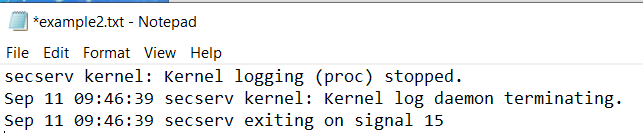 *example2.txt - Notepad
File Edit Format View Help
secserv kernel: Kernel logging (proc) stopped.
Sep 11 09:46:39 secserv kernel: Kernel log daemon terminating.
Sep 11 09:46:39 secserv exiting on signal 15